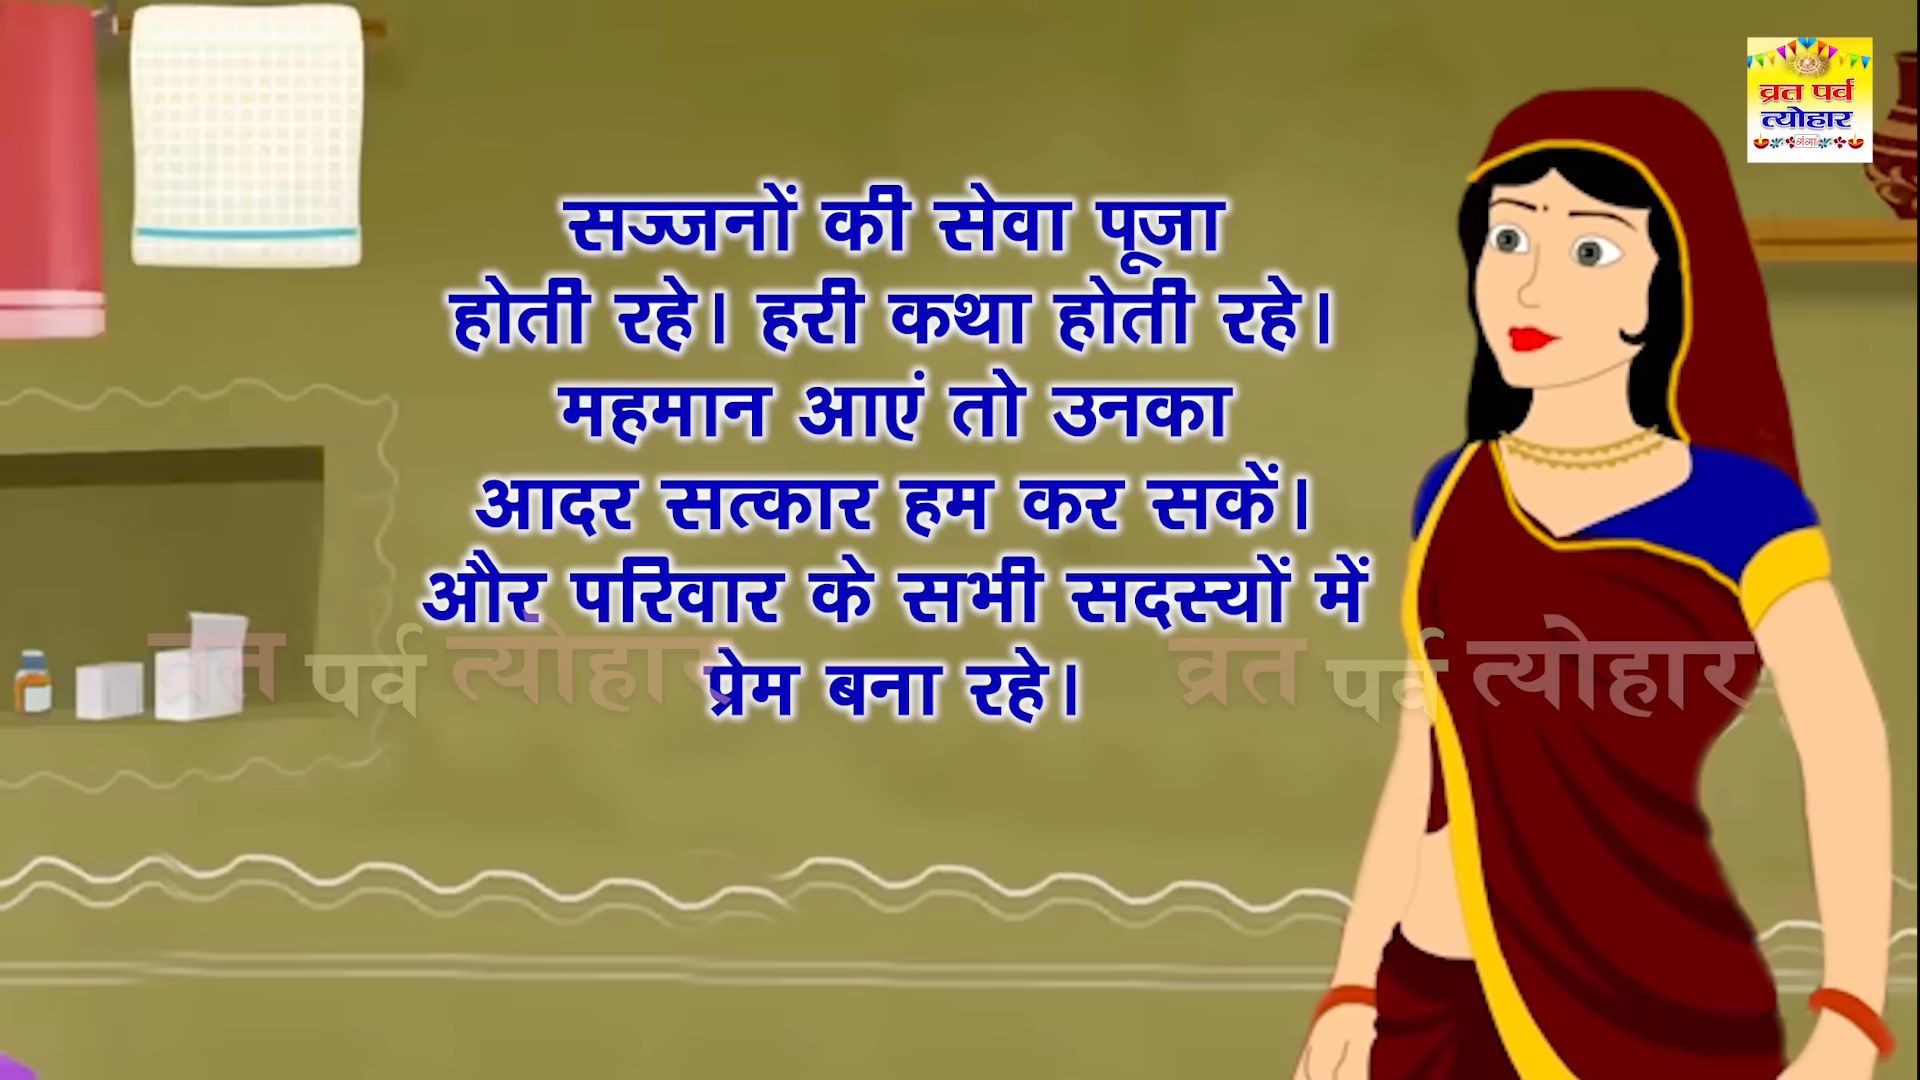 व्रत पर्व
त्योहार
गंगा
सज्जनों की सेवा पूजा
होती रहे। हरी कथा होती रहे।
महमान आएं तो उनका
आदर सत्कार हम कर सकें।
और परिवार के सभी सदस्यों में
प्रेम बना रहे।
व्रत पर्व त्योहार
व्रत पर्व त्योहार